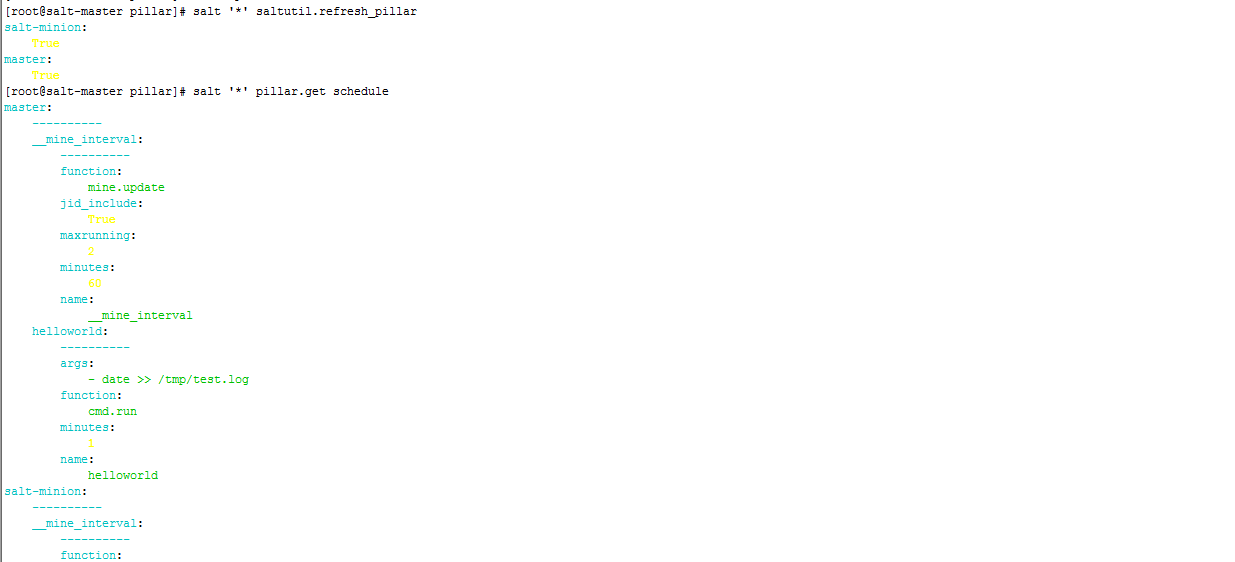 [root@salt-master pillar]# salt '*' saltutil.refresh_pillar
salt-minion:
    True
master:
    True
[root@salt-master pillar]# salt '*' pillar.get schedule
master:
    ----------
    __mine_interval:
        ----------
        function:
            mine.update
        jid_include:
            True
        maxrunning:
            2
        minutes:
            60
        name:
            __mine_interval
    helloworld:
        ----------
        args:
            - date >> /tmp/test.log
        function:
            cmd.run
        minutes:
            1
        name:
            helloworld
salt-minion:
    ----------
    __mine_interval:
        ----------
        function: